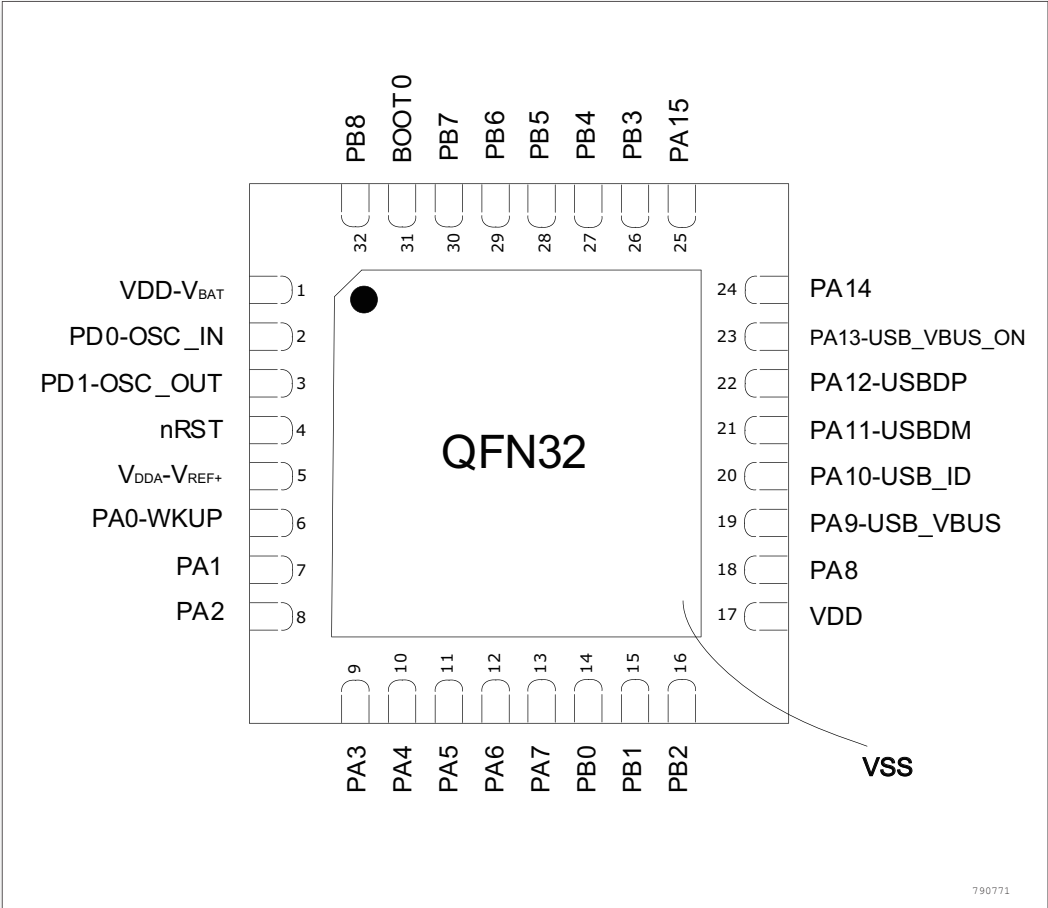 PB8
BOOT0
PB7
PB6
PB5
PB4
PB3
PA15
32
31
30
29
28
27
26
25
VDD-VBAT
1
PD0-OSC_IN
2
PD1-OSC_OUT
3
nRST
4
VDDA-VREF+
5
PA0-WKUP
6
PA1
7
PA2
8
QFN32
24
PA14
23
PA13-USB_VBUS_ON
22
PA12-USBDP
21
PA11-USBDM
20
PA10-USB_ID
19
PA9-USB_VBUS
18
PA8
17
VDD
9
10
11
12
13
14
15
16
PA3
PA4
PA5
PA6
PA7
PB0
PB1
PB2
VSS
790771